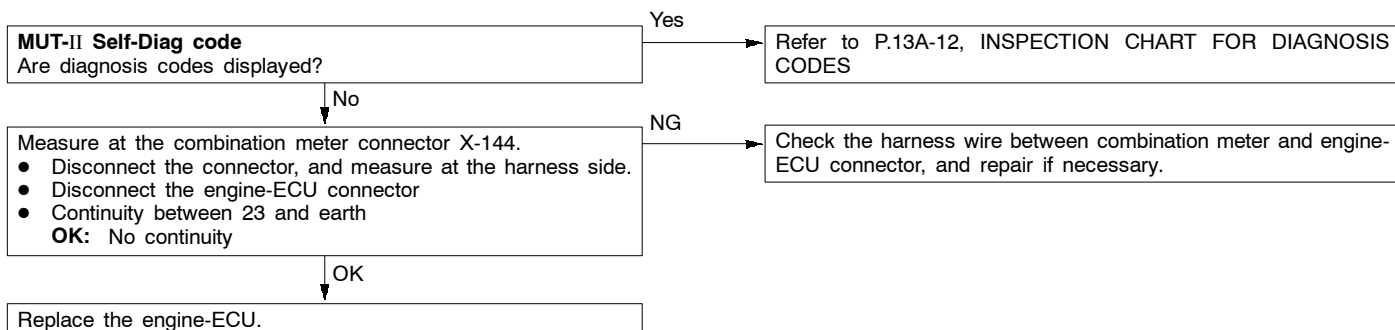 Yes
MUT-II Self-Diag code
Are diagnosis codes displayed?
Refer to P.13A-12, INSPECTION CHART FOR DIAGNOSIS
CODES
No
Measure at the combination meter connector X-144.
● Disconnect the connector, and measure at the harness side.
● Disconnect the engine-ECU connector
● Continuity between 23 and earth
OK: No continuity
NG
Check the harness wire between combination meter and engine-
ECU connector, and repair if necessary.
OK
Replace the engine-ECU.